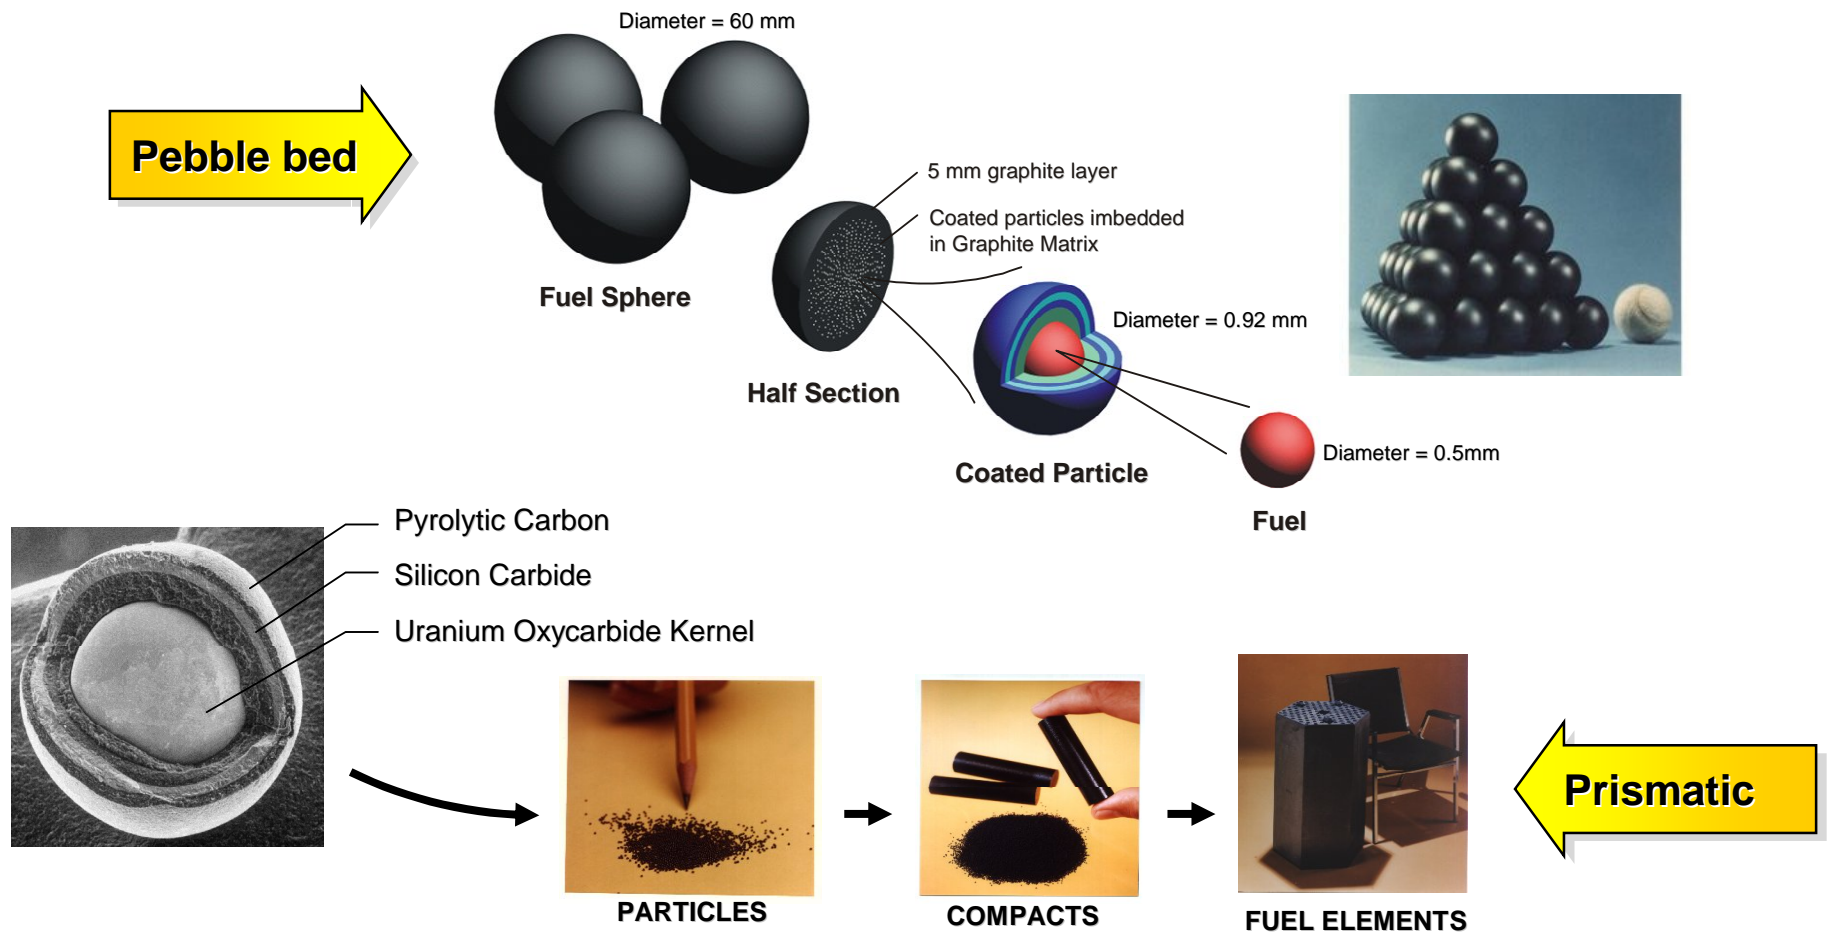 Diameter = 60 mm
Pebble bed
5 mm graphite layer
Coated particles imbedded
in Graphite Matrix
Fuel Sphere
Diameter = 0.92 mm
Half Section
Diameter = 0.5mm
Coated Particle
Fuel
Pyrolytic Carbon
Silicon Carbide
Uranium Oxycarbide Kernel
Prismatic
PARTICLES
COMPACTS
FUEL ELEMENTS